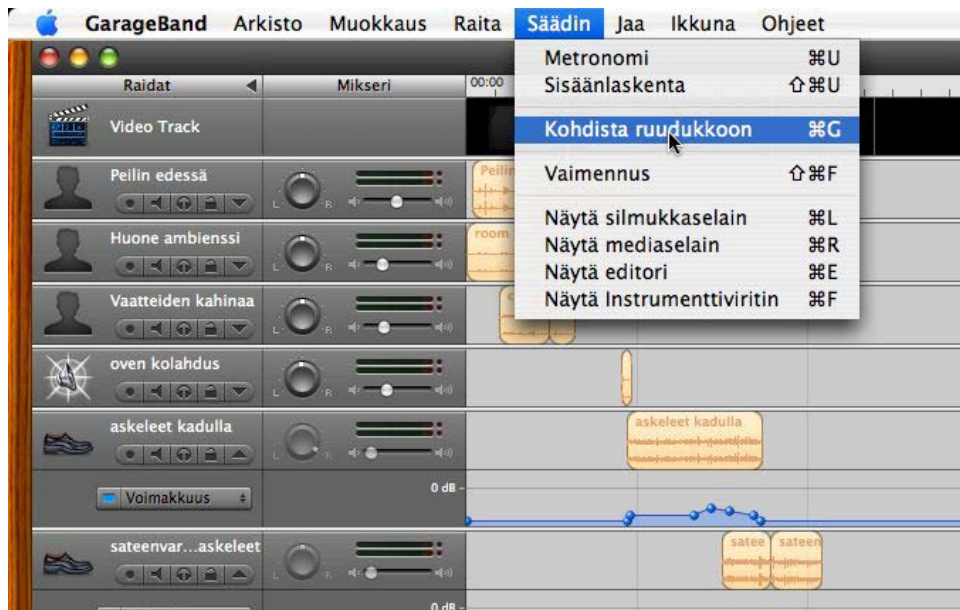 GarageBand Arkisto Muokkaus Raita Säädin Jaa Ikkuna Ohjeet
Metronomi ⌘U
Sisäänlaskenta ⇧⌘U
Kohdista ruudukkoon ⌘G
Vaimennus ⇧⌘F
Näytä silmukkaselain ⌘L
Näytä mediaselain ⌘R
Näytä editori ⌘E
Näytä Instrumenttiviritin ⌘F
Raidat Mikseri 00:00
Video Track
Peilin edessä
L R
Peilin
Huone ambienssi
L R
room
Vaatteiden kahinaa
L R
oven kolahdus
L R
askeleet kadulla
L R
askeleet kadulla
Voimakkuus 0 dB
sateenvar...askeleet
L R
satee sateen
0 dB